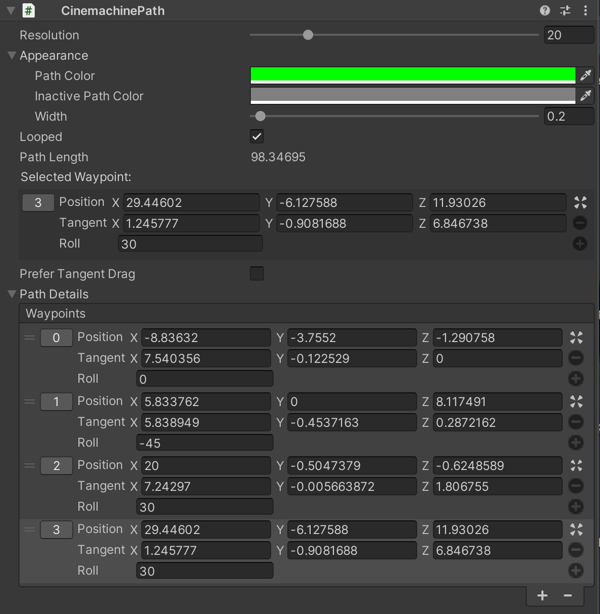 # CinemachinePath
Resolution 20
Appearance
Path Color
Inactive Path Color
Width 0.2
Looped
Path Length 98.34695
Selected Waypoint:
3 Position X 29.44602 Y -6.127588 Z 11.93026
Tangent X 1.245777 Y -0.9081688 Z 6.846738
Roll 30
Prefer Tangent Drag
Path Details
Waypoints
0 Position X -8.83632 Y -3.7552 Z -1.290758
Tangent X 7.540356 Y -0.122529 Z 0
Roll 0
1 Position X 5.833762 Y 0 Z 8.117491
Tangent X 5.838949 Y -0.4537163 Z 0.2872162
Roll -45
2 Position X 20 Y -0.5047379 Z -0.6248589
Tangent X 7.24297 Y -0.005663872 Z 1.806755
Roll 30
3 Position X 29.44602 Y -6.127588 Z 11.93026
Tangent X 1.245777 Y -0.9081688 Z 6.846738
Roll 30